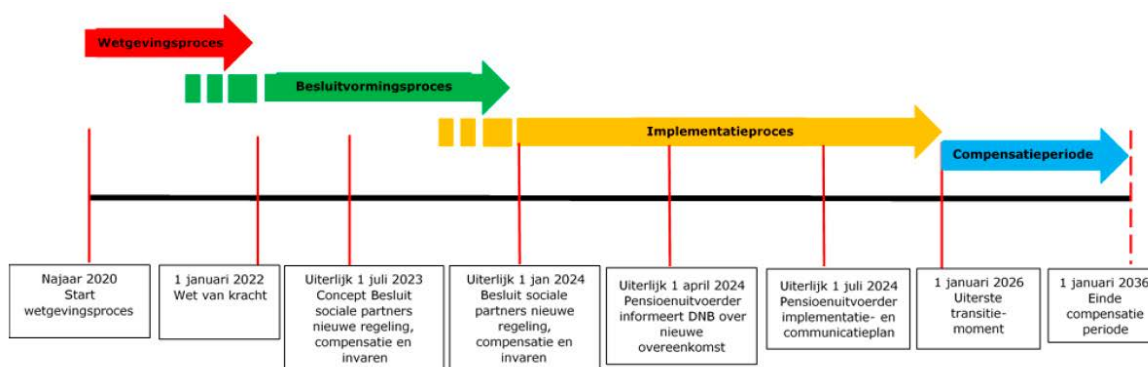 Wetgevingsproces
Besluitvormingsproces
Implementatieproces
Compensatieperiode
Najaar 2020
Start
wetgevingsproces
1 januari 2022
Wet van kracht
Uiterlijk 1 juli 2023
Concept Besluit
sociale partners
nieuwe regeling,
compensatie en
invaren
Uiterlijk 1 jan 2024
Besluit sociale
partners nieuwe
regeling,
compensatie en
invaren
Uiterlijk 1 april 2024
Pensioenuitvoerder
informeert DNB over
nieuwe
overeenkomst
Uiterlijk 1 juli 2024
Pensioenuitvoerder
implementatie- en
communicatieplan
1 januari 2026
Uiterste
transitie-
moment
1 januari 2036
Einde
compensatie
periode